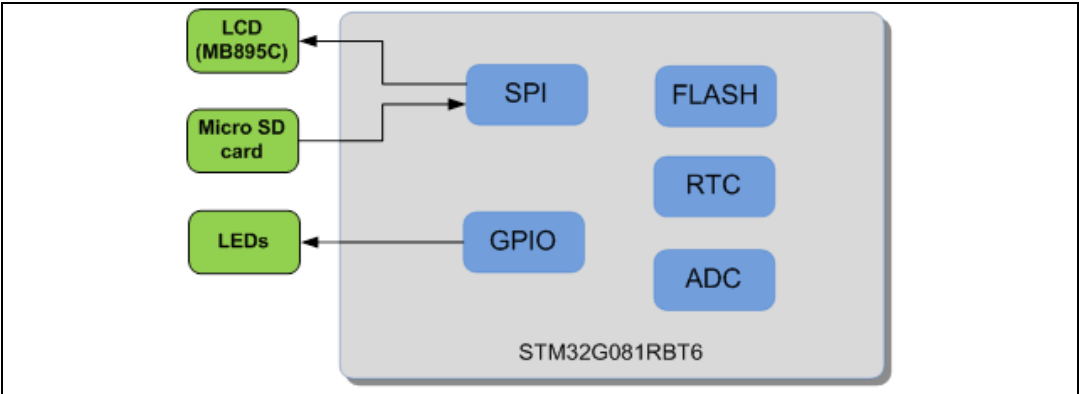 LCD
(MB895C)
SPI
FLASH
Micro SD
card
RTC
LEDs
GPIO
ADC
STM32G081RBT6